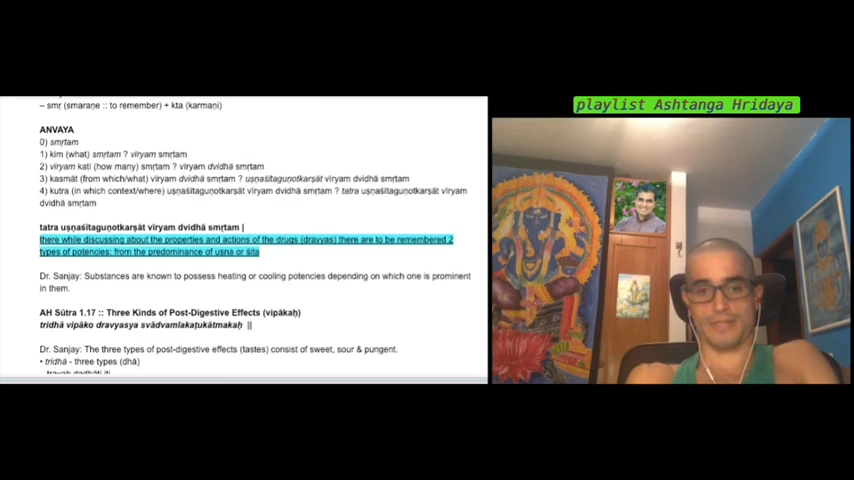 – smṛ (smaraṇe :: to remember) + kta (karmaṇi)
ANVAYA
0) smṛtam
1) kim (what) smṛtam ? vīryam smṛtam
2) vīryam kati (how many) smṛtam ? vīryam dvidhā smṛtam
3) kasmāt (from which/what) vīryam dvidhā smṛtam ? uṣṇaśītaguṇotkarṣāt vīryam dvidhā smṛtam
4) kutra (in which context/where) uṣṇaśītaguṇotkarṣāt vīryam dvidhā smṛtam ? tatra uṣṇaśītaguṇotkarṣāt vīryam
dvidhā smṛtam
tatra uṣṇaśītaguṇotkarṣāt vīryam dvidhā smṛtam |
there while discussing about the properties and actions of the drugs (dravyas) there are to be remembered 2
types of potencies: from the predominance of uṣṇa or śīta
Dr. Sanjay: Substances are known to possess heating or cooling potencies depending on which one is prominent
in them.
AH Sūtra 1.17 :: Three Kinds of Post-Digestive Effects (vipākaḥ)
tridhā vipāko dravyasya svādvamlakaṭukātmakaḥ ||
Dr. Sanjay: The three types of post-digestive effects (tastes) consist of sweet, sour & pungent.
• tridhā - three types (dhā)
trayaḥ dadhāti iti
playlist Ashtanga Hridaya